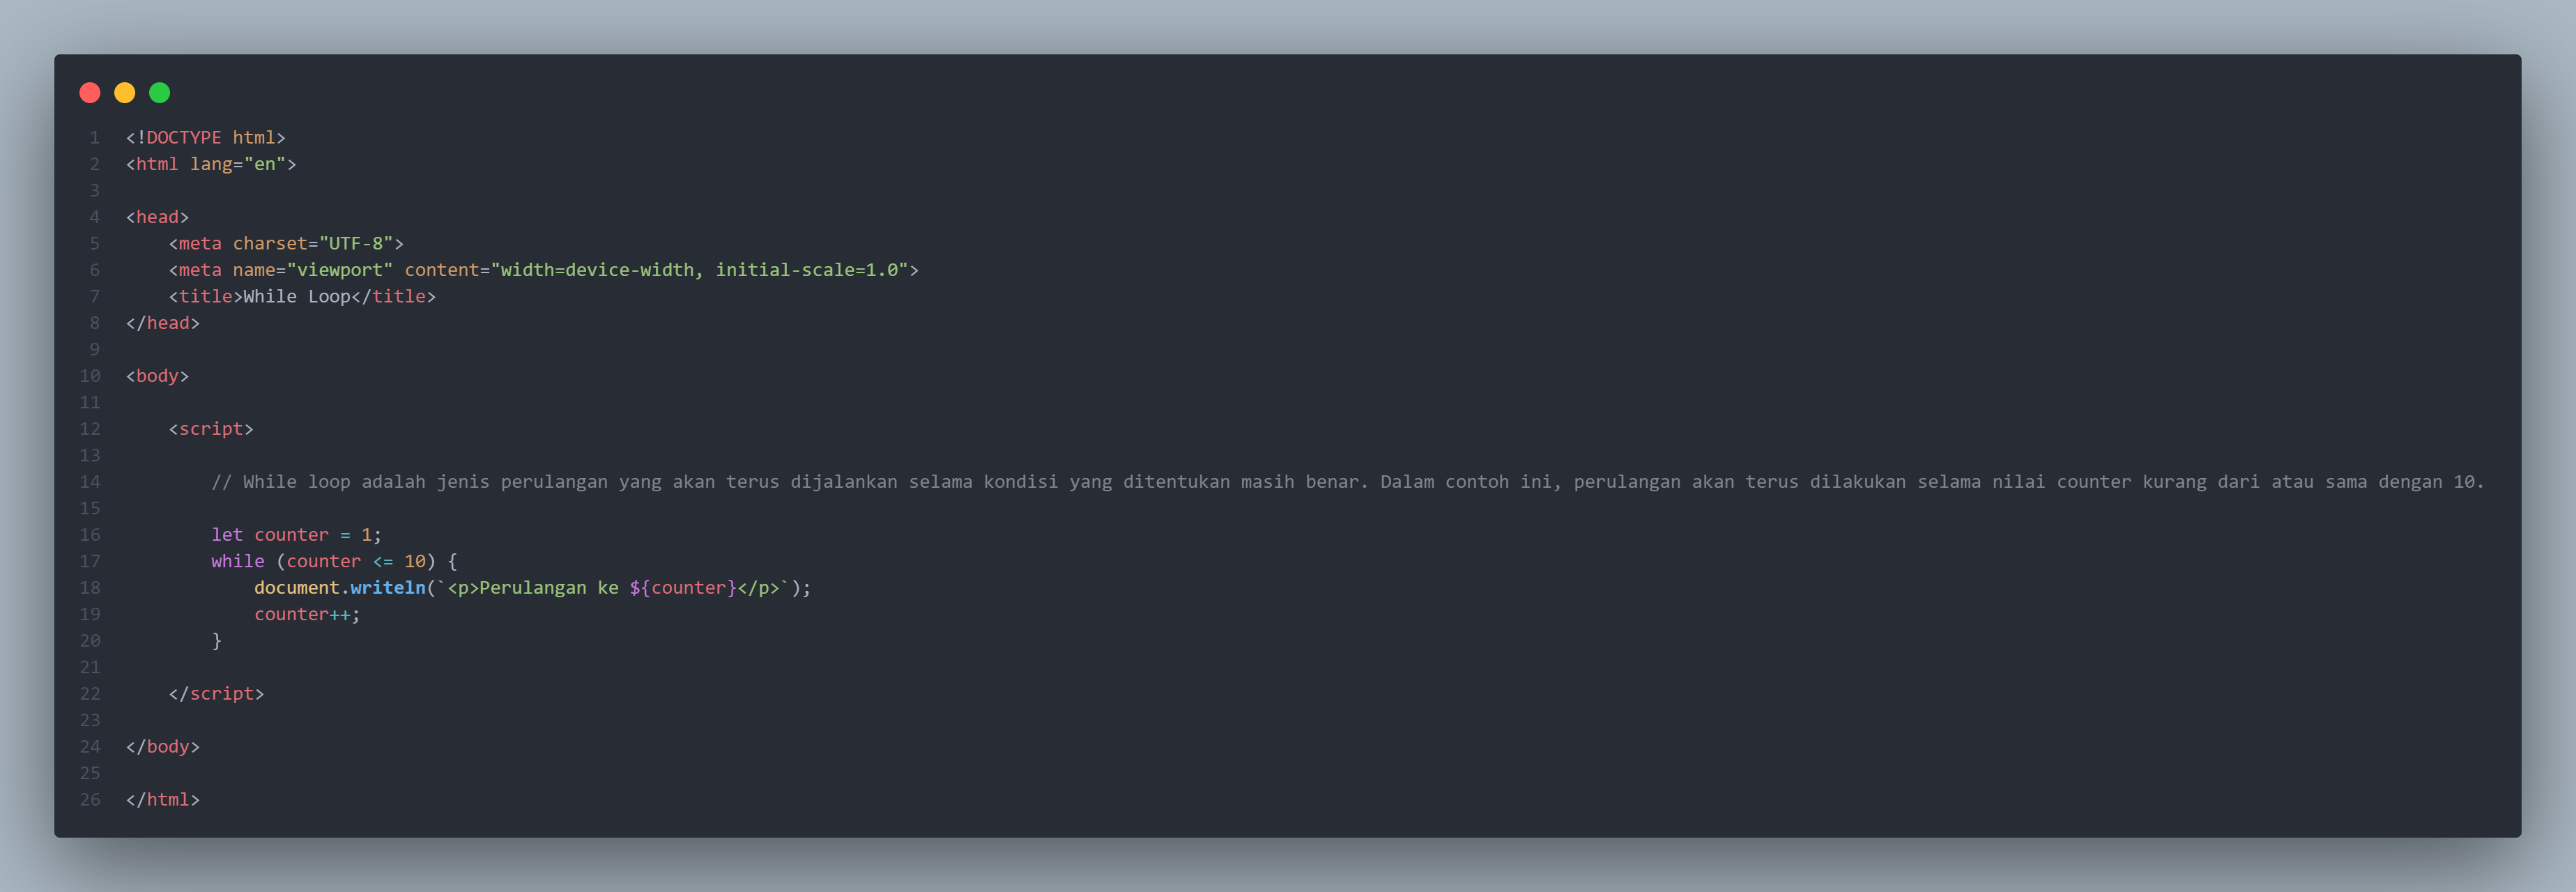 1 <!DOCTYPE html>
2 <html lang="en">
3
4 <head>
5     <meta charset="UTF-8">
6     <meta name="viewport" content="width=device-width, initial-scale=1.0">
7     <title>While Loop</title>
8 </head>
9
10 <body>
11
12     <script>
13
14         // While loop adalah jenis perulangan yang akan terus dijalankan selama kondisi yang ditentukan masih benar. Dalam contoh ini, perulangan akan terus dilakukan selama nilai counter kurang dari atau sama dengan 10.
15
16         let counter = 1;
17         while (counter <= 10) {
18             document.writeln(`<p>Perulangan ke ${counter}</p>`);
19             counter++;
20         }
21
22     </script>
23
24 </body>
25
26 </html>